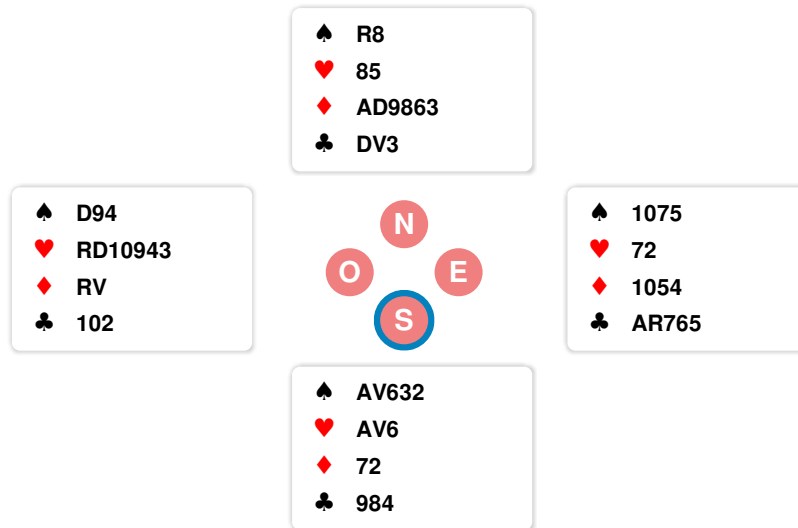 ♠ R8
♥ 85
♦ AD9863
♣ DV3
♠ D94
♥ RD10943
♦ RV
♣ 102
N
O
E
S
♠ 1075
♥ 72
♦ 1054
♣ AR765
♠ AV632
♥ AV6
♦ 72
♣ 984